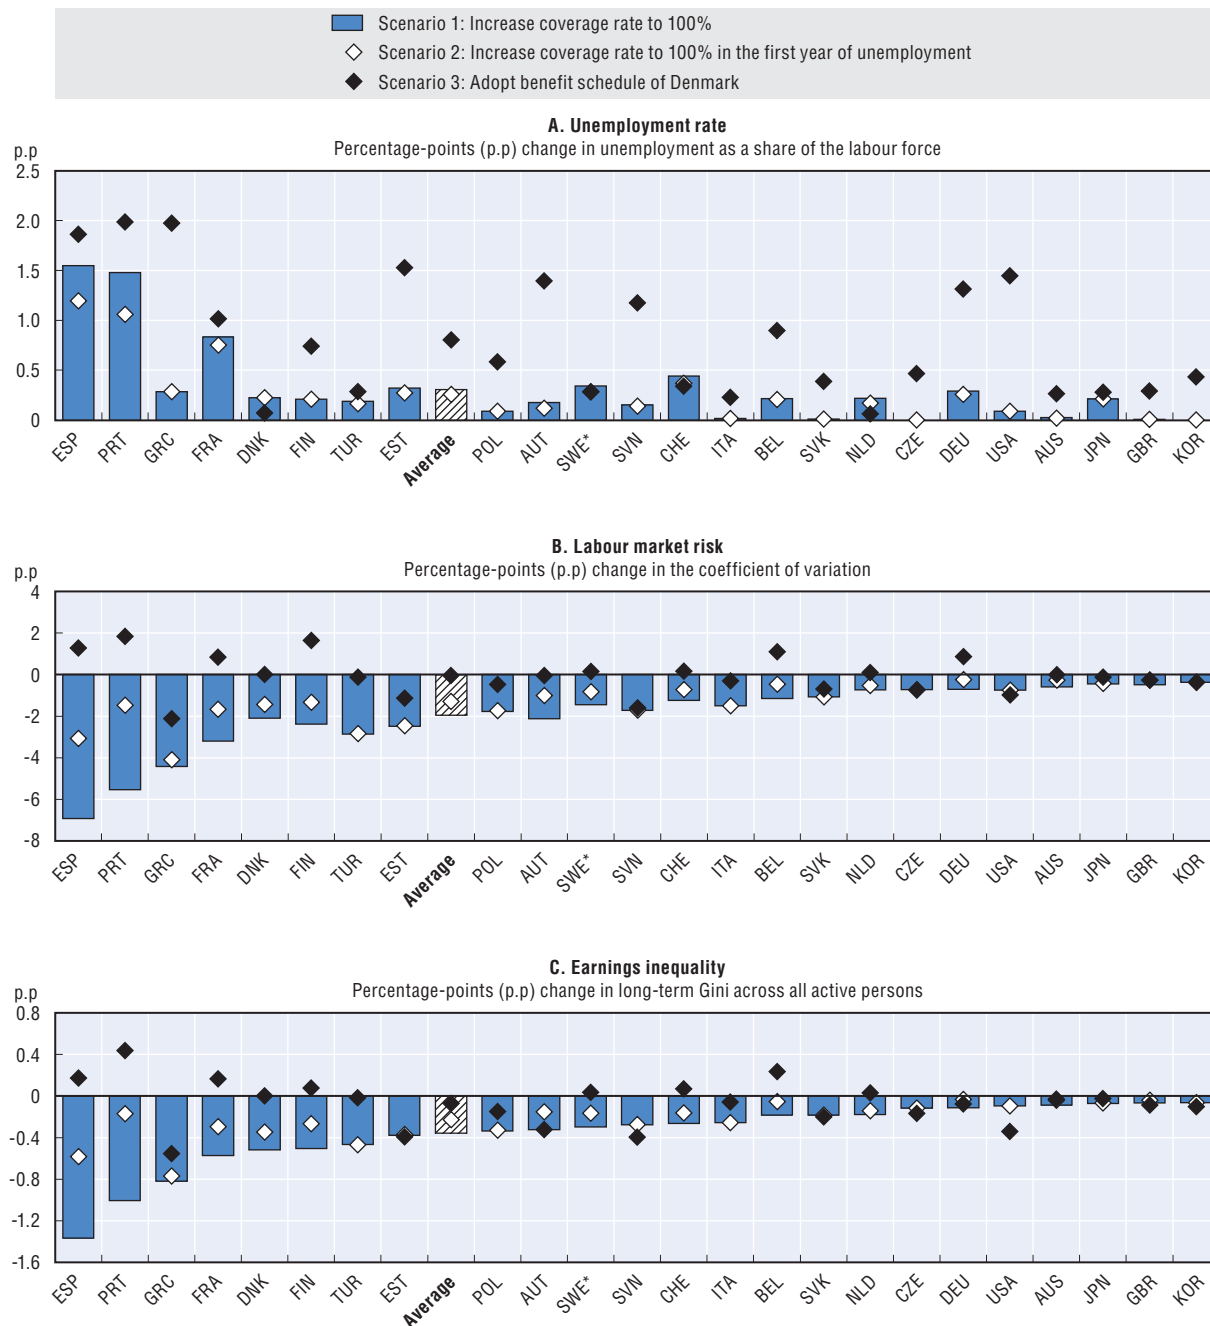 Scenario 1: Increase coverage rate to 100%
Scenario 2: Increase coverage rate to 100% in the first year of unemployment
Scenario 3: Adopt benefit schedule of Denmark
A. Unemployment rate
Percentage-points (p.p) change in unemployment as a share of the labour force
p.p
2.5
2.0
1.5
1.0
0.5
0
ESP PRT GRC FRA DNK FIN TUR EST Average POL AUT SWE* SVN CHE ITA BEL SVK NLD CZE DEU USA AUS JPN GBR KOR
B. Labour market risk
Percentage-points (p.p) change in the coefficient of variation
p.p
4
2
0
-2
-4
-6
-8
ESP PRT GRC FRA DNK FIN TUR EST Average POL AUT SWE* SVN CHE ITA BEL SVK NLD CZE DEU USA AUS JPN GBR KOR
C. Earnings inequality
Percentage-points (p.p) change in long-term Gini across all active persons
p.p
0.8
0.4
0
-0.4
-0.8
-1.2
-1.6
ESP PRT GRC FRA DNK FIN TUR EST Average POL AUT SWE* SVN CHE ITA BEL SVK NLD CZE DEU USA AUS JPN GBR KOR